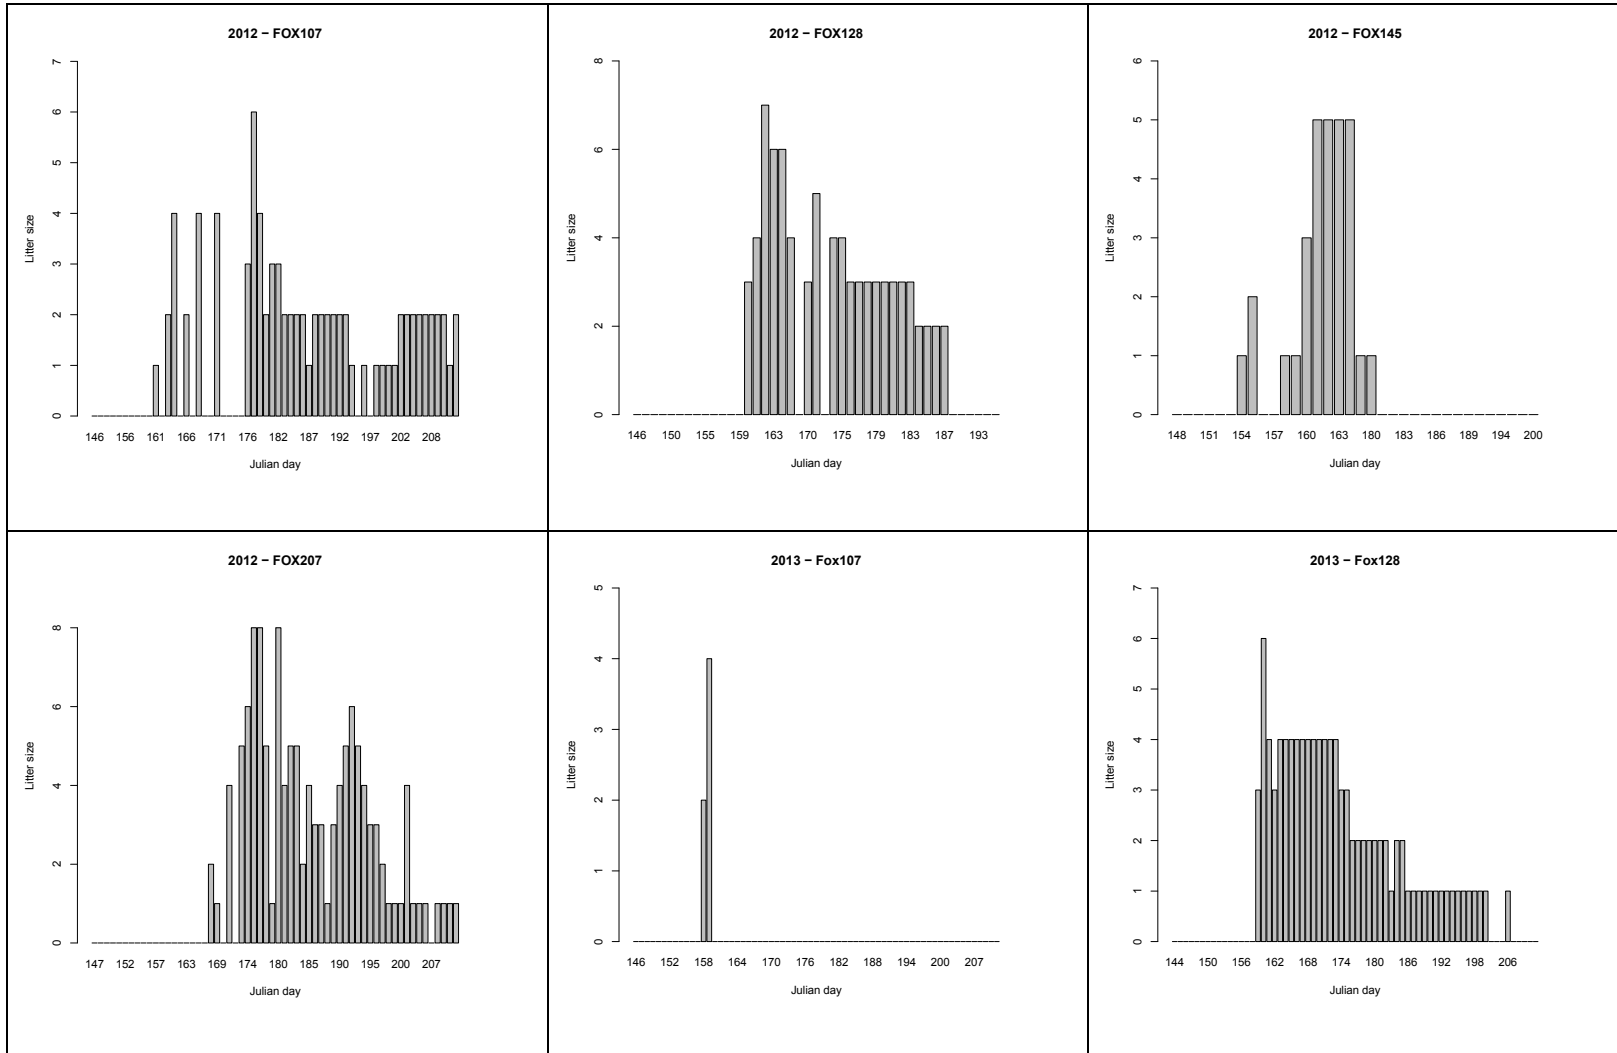 2012 − FOX107
7
6
5
4
3
2
1
0
Litter size
146 156 161 166 171 176 182 187 192 197 202 208
Julian day
2012 − FOX128
8
6
4
2
0
Litter size
146 150 155 159 163 170 175 179 183 187 193
Julian day
2012 − FOX145
6
5
4
3
2
1
0
Litter size
148 151 154 157 160 163 180 183 186 189 194 200
Julian day
2012 − FOX207
8
6
4
2
0
Litter size
147 152 157 163 169 174 180 185 190 195 200 207
Julian day
2013 − Fox107
5
4
3
2
1
0
Litter size
146 152 158 164 170 176 182 188 194 200 207
Julian day
2013 − Fox128
7
6
5
4
3
2
1
0
Litter size
144 150 156 162 168 174 180 186 192 198 206
Julian day